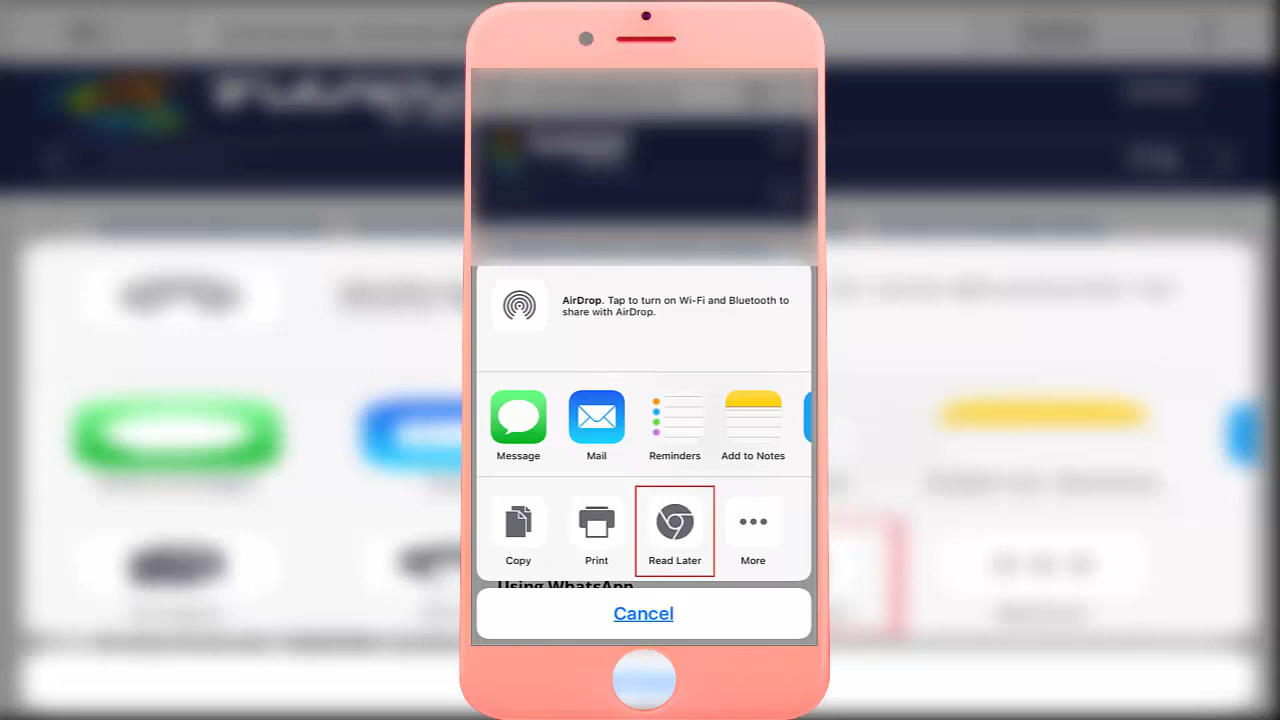 AirDrop. Tap to turn on Wi-Fi and Bluetooth to
share with AirDrop.
Message
Mail
Reminders
Add to Notes
Copy
Print
Read Later
More
Using WhatsApp
Cancel